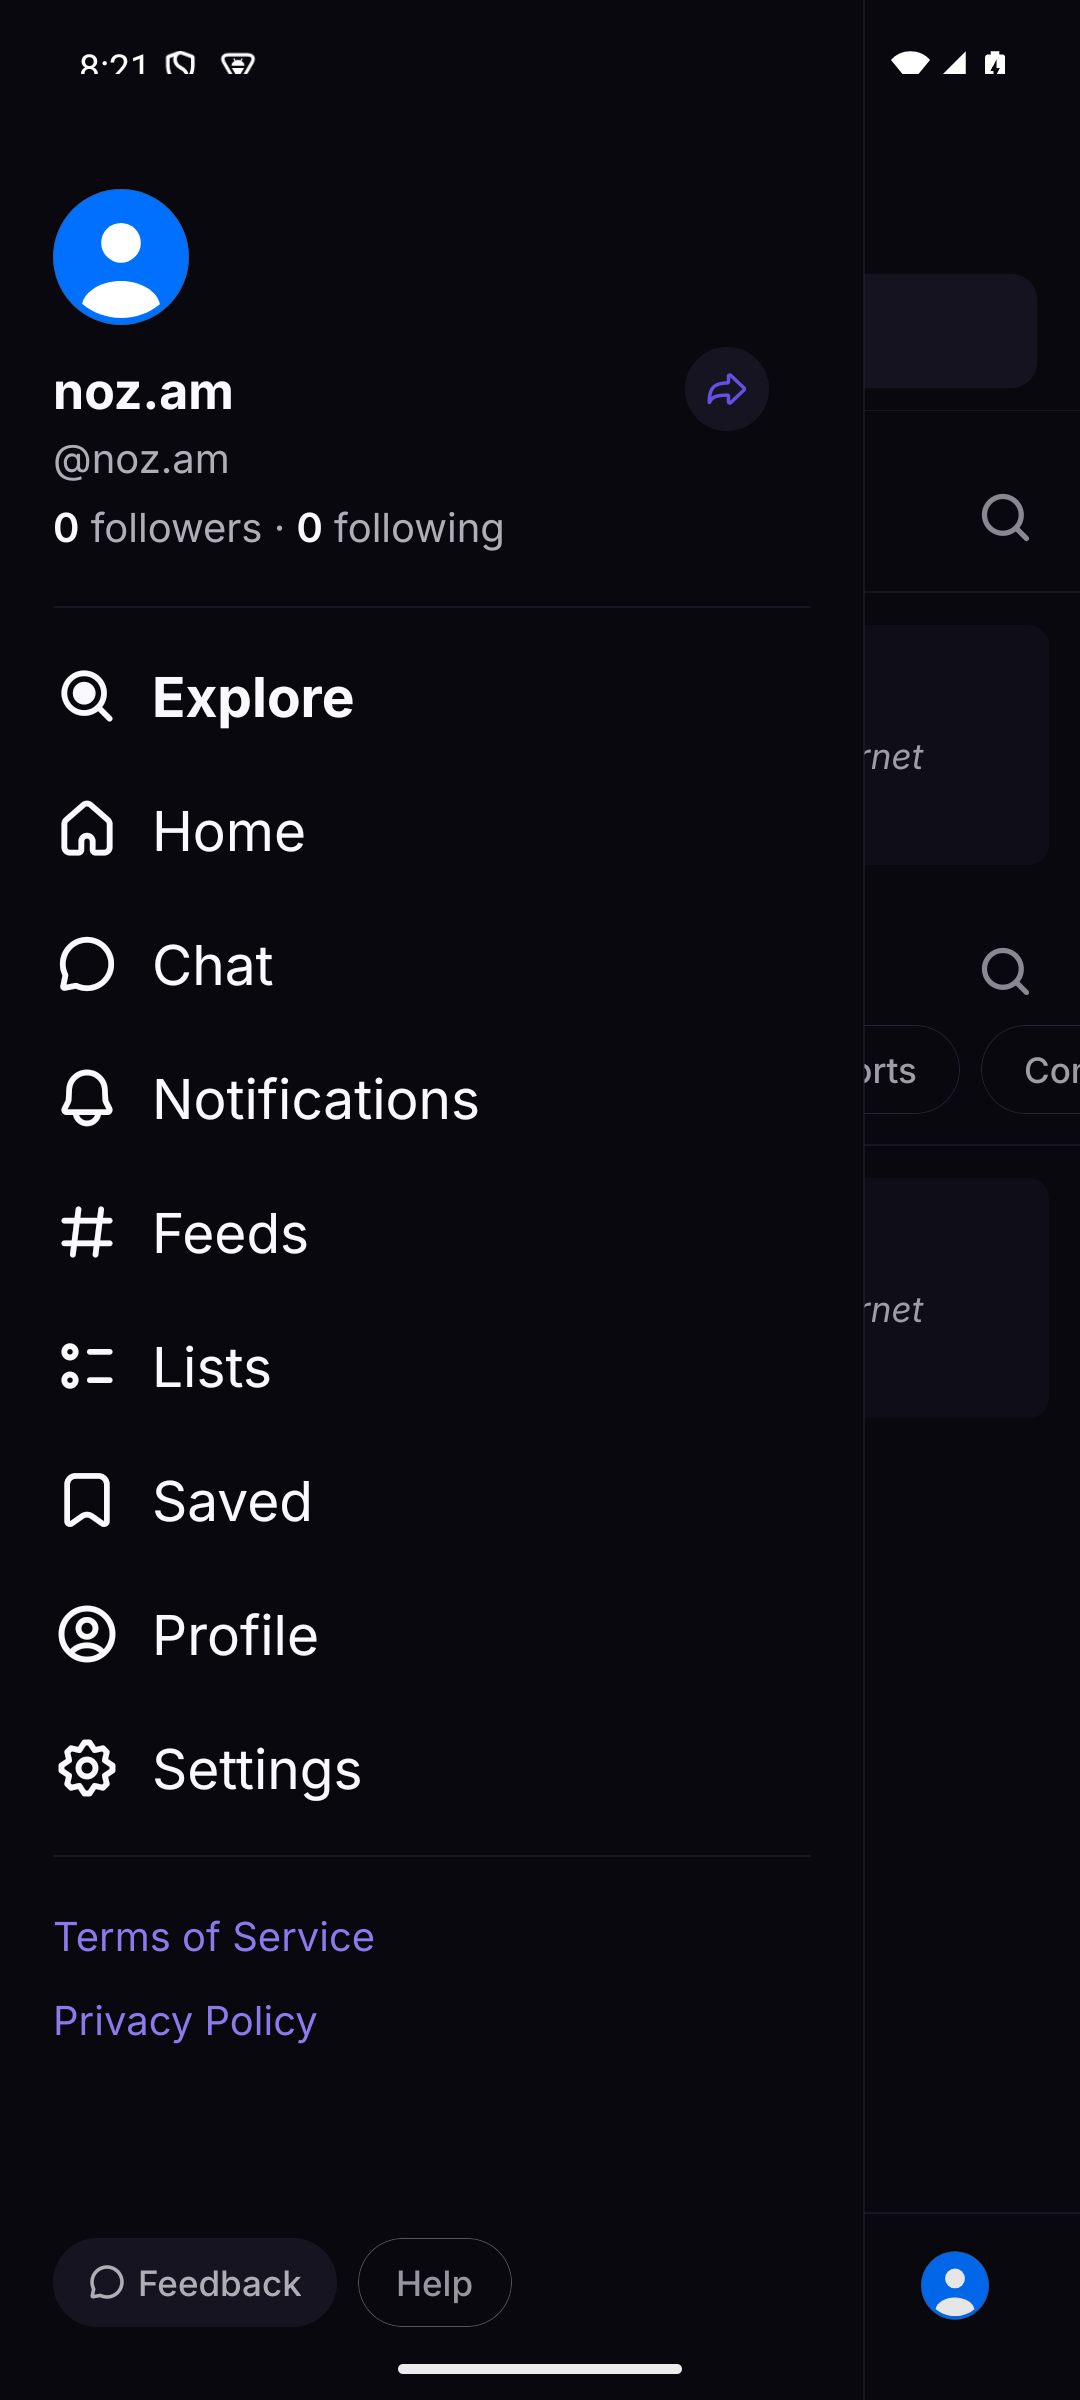 8:21
noz.am
@noz.am
0 followers · 0 following
Explore
Home
Chat
Notifications
Feeds
Lists
Saved
Profile
Settings
Terms of Service
Privacy Policy
Feedback
Help